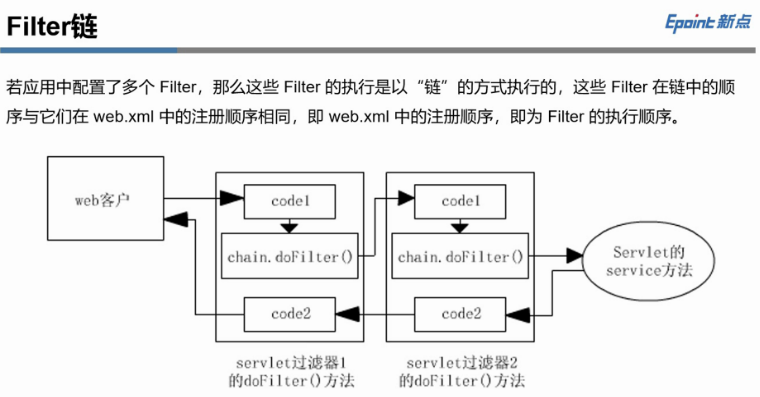 Filter链
Epoint 新点
若应用中配置了多个 Filter，那么这些 Filter 的执行是以“链”的方式执行的，这些 Filter 在链中的顺
序与它们在 web.xml 中的注册顺序相同，即 web.xml 中的注册顺序，即为 Filter 的执行顺序。
web客户
code1
chain.doFilter()
code2
servlet过滤器1
的doFilter()方法
code1
chain.doFilter()
code2
servlet过滤器2
的doFilter()方法
Servlet的
service方法